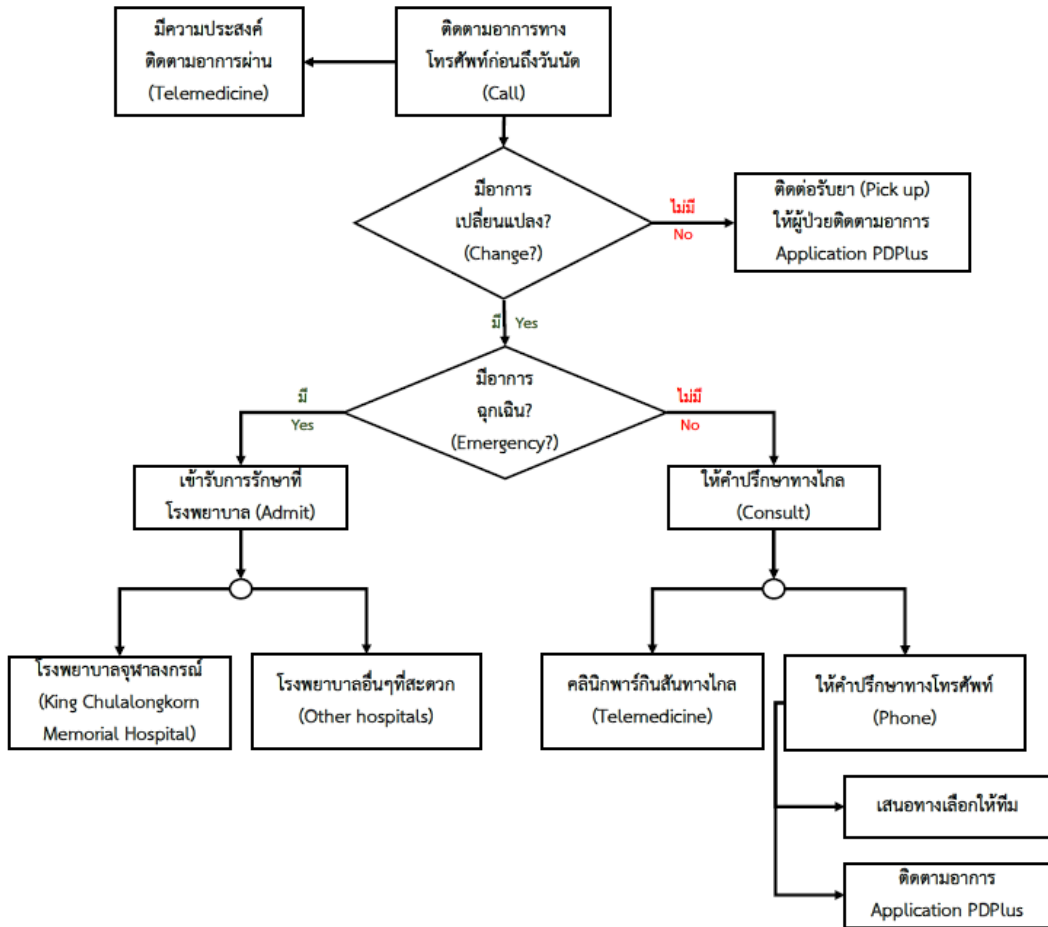 มีความประสงค์
ติดตามอาการผ่าน
(Telemedicine)
ติดตามอาการทาง
โทรศัพท์ก่อนถึงวันนัด
(Call)
มีอาการ
เปลี่ยนแปลง?
(Change?)
ไม่มี
No
ติดต่อรับยา (Pick up)
ให้ผู้ป่วยติดตามอาการ
Application PDPlus
มี Yes
มีอาการ
ฉุกเฉิน?
(Emergency?)
มี
Yes
ไม่มี
No
เข้ารับการรักษาที่
โรงพยาบาล (Admit)
ให้คำปรึกษาทางไกล
(Consult)
โรงพยาบาลจุฬาลงกรณ์
(King Chulalongkorn
Memorial Hospital)
โรงพยาบาลอื่นๆที่สะดวก
(Other hospitals)
คลินิกพาร์กินสันทางไกล
(Telemedicine)
ให้คำปรึกษาทางโทรศัพท์
(Phone)
เสนอทางเลือกให้ทีม
ติดตามอาการ
Application PDPlus